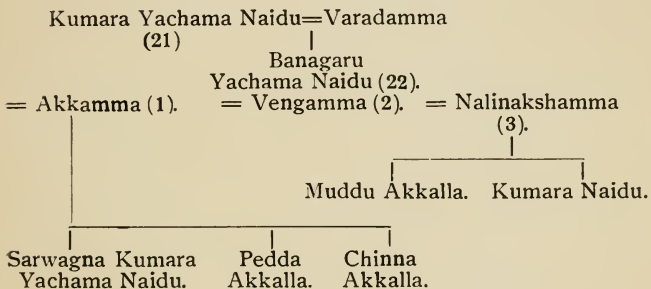 Kumara Yachama Naidu=Varadamma
(21)
Banagaru
Yachama Naidu (22).
= Akkamma (1). = Vengamma (2). = Nalinakshamma
(3).
Muddu Akkalla. Kumara Naidu.
Sarwagna Kumara Pedda Chinna
Yachama Naidu. Akkalla. Akkalla.